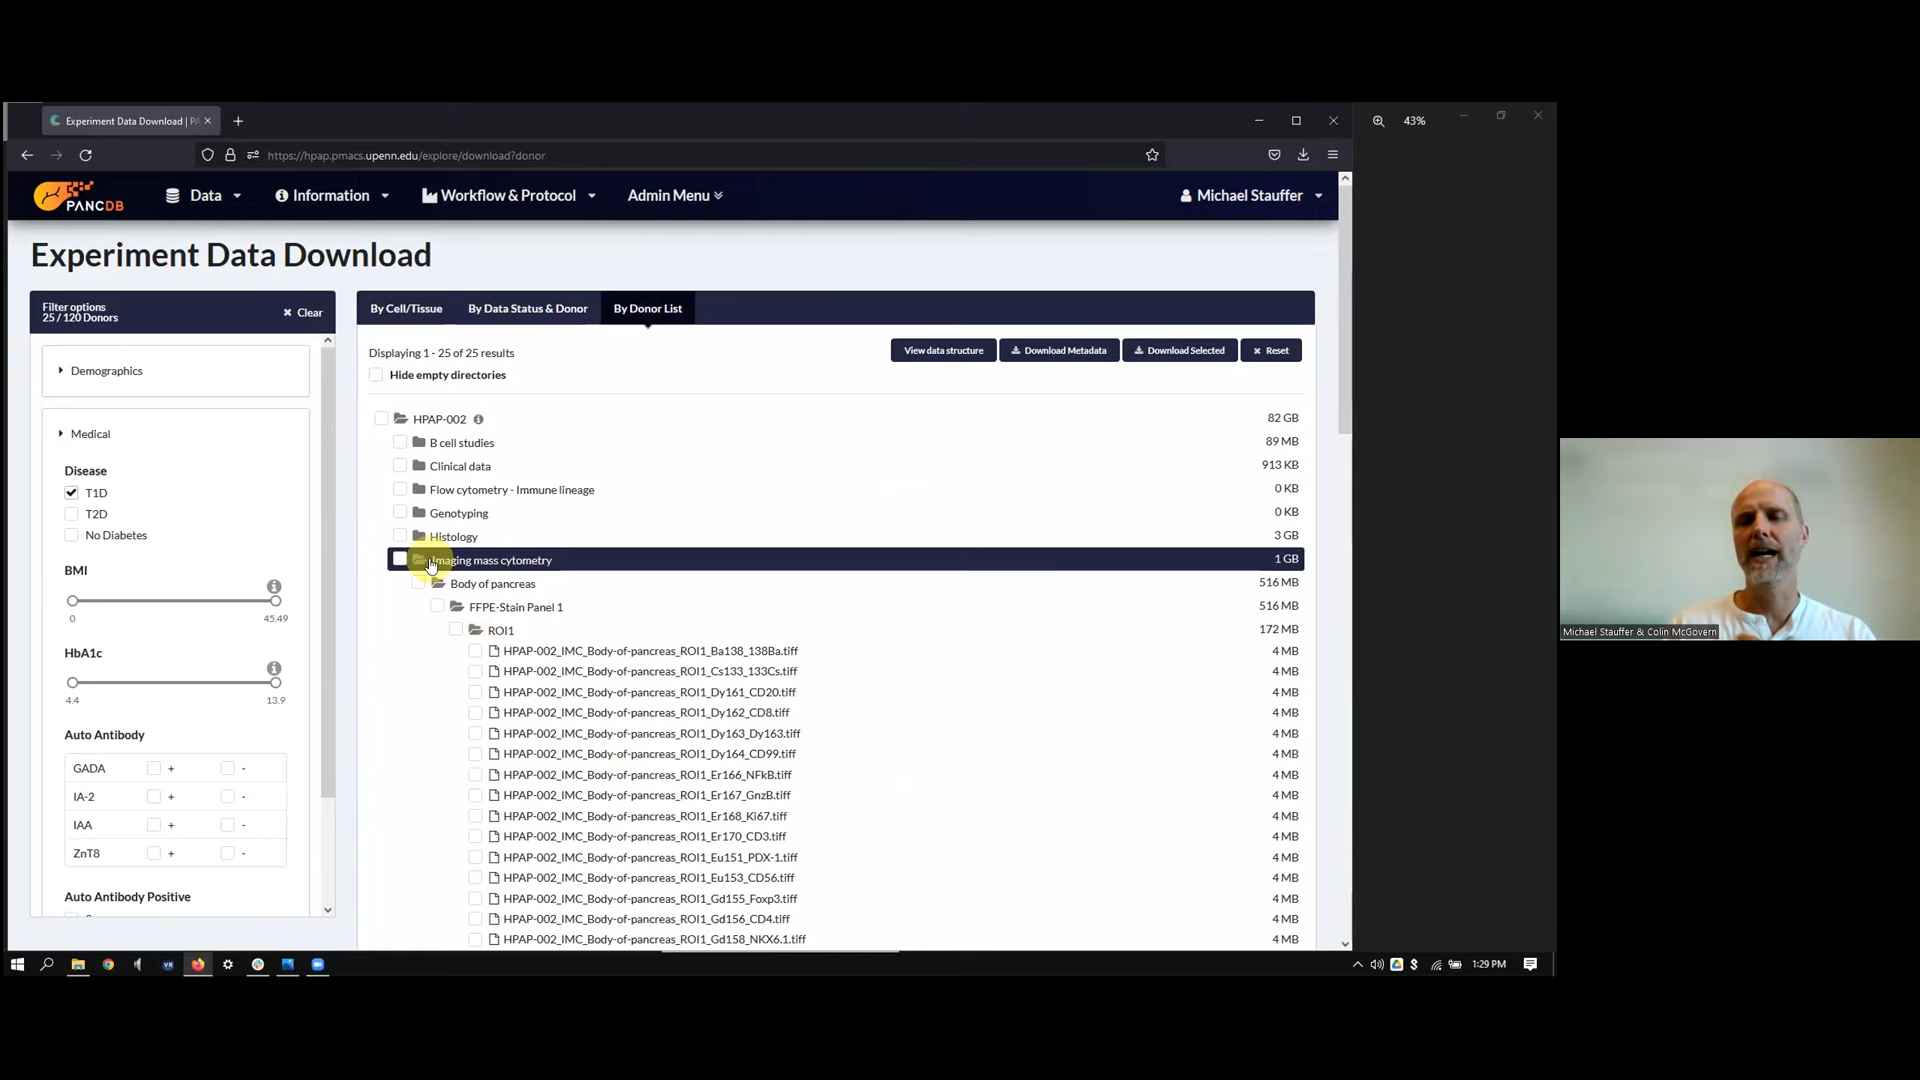 Experiment Data Download | PA
43%
https://hpap.pmacs.upenn.edu/explore/download?donor
PANCDB
Data
Information
Workflow & Protocol
Admin Menu
Michael Stauffer
Experiment Data Download
Filter options
25 / 120 Donors
Clear
Demographics
Medical
Disease
T1D
T2D
No Diabetes
BMI
0
45.49
HbA1c
4.4
13.9
Auto Antibody
GADA + -
IA-2 + -
IAA + -
ZnT8 + -
Auto Antibody Positive
By Cell/Tissue
By Data Status & Donor
By Donor List
Displaying 1 - 25 of 25 results
View data structure
Download Metadata
Download Selected
Reset
Hide empty directories
HPAP-002 82 GB
B cell studies 89 MB
Clinical data 913 KB
Flow cytometry - Immune lineage 0 KB
Genotyping 0 KB
Histology 3 GB
Imaging mass cytometry 1 GB
Body of pancreas 516 MB
FFPE-Stain Panel 1 516 MB
ROI1 172 MB
HPAP-002_IMC_Body-of-pancreas_ROI1_Ba138_138Ba.tiff 4 MB
HPAP-002_IMC_Body-of-pancreas_ROI1_Cs133_133Cs.tiff 4 MB
HPAP-002_IMC_Body-of-pancreas_ROI1_Dy161_CD20.tiff 4 MB
HPAP-002_IMC_Body-of-pancreas_ROI1_Dy162_CD8.tiff 4 MB
HPAP-002_IMC_Body-of-pancreas_ROI1_Dy163_Dy163.tiff 4 MB
HPAP-002_IMC_Body-of-pancreas_ROI1_Dy164_CD99.tiff 4 MB
HPAP-002_IMC_Body-of-pancreas_ROI1_Er166_NFkB.tiff 4 MB
HPAP-002_IMC_Body-of-pancreas_ROI1_Er167_GnzB.tiff 4 MB
HPAP-002_IMC_Body-of-pancreas_ROI1_Er168_Ki67.tiff 4 MB
HPAP-002_IMC_Body-of-pancreas_ROI1_Er170_CD3.tiff 4 MB
HPAP-002_IMC_Body-of-pancreas_ROI1_Eu151_PDX-1.tiff 4 MB
HPAP-002_IMC_Body-of-pancreas_ROI1_Eu153_CD56.tiff 4 MB
HPAP-002_IMC_Body-of-pancreas_ROI1_Gd155_Foxp3.tiff 4 MB
HPAP-002_IMC_Body-of-pancreas_ROI1_Gd156_CD4.tiff 4 MB
HPAP-002_IMC_Body-of-pancreas_ROI1_Gd158_NKX6.1.tiff 4 MB
Michael Stauffer & Colin McGovern
1:29 PM